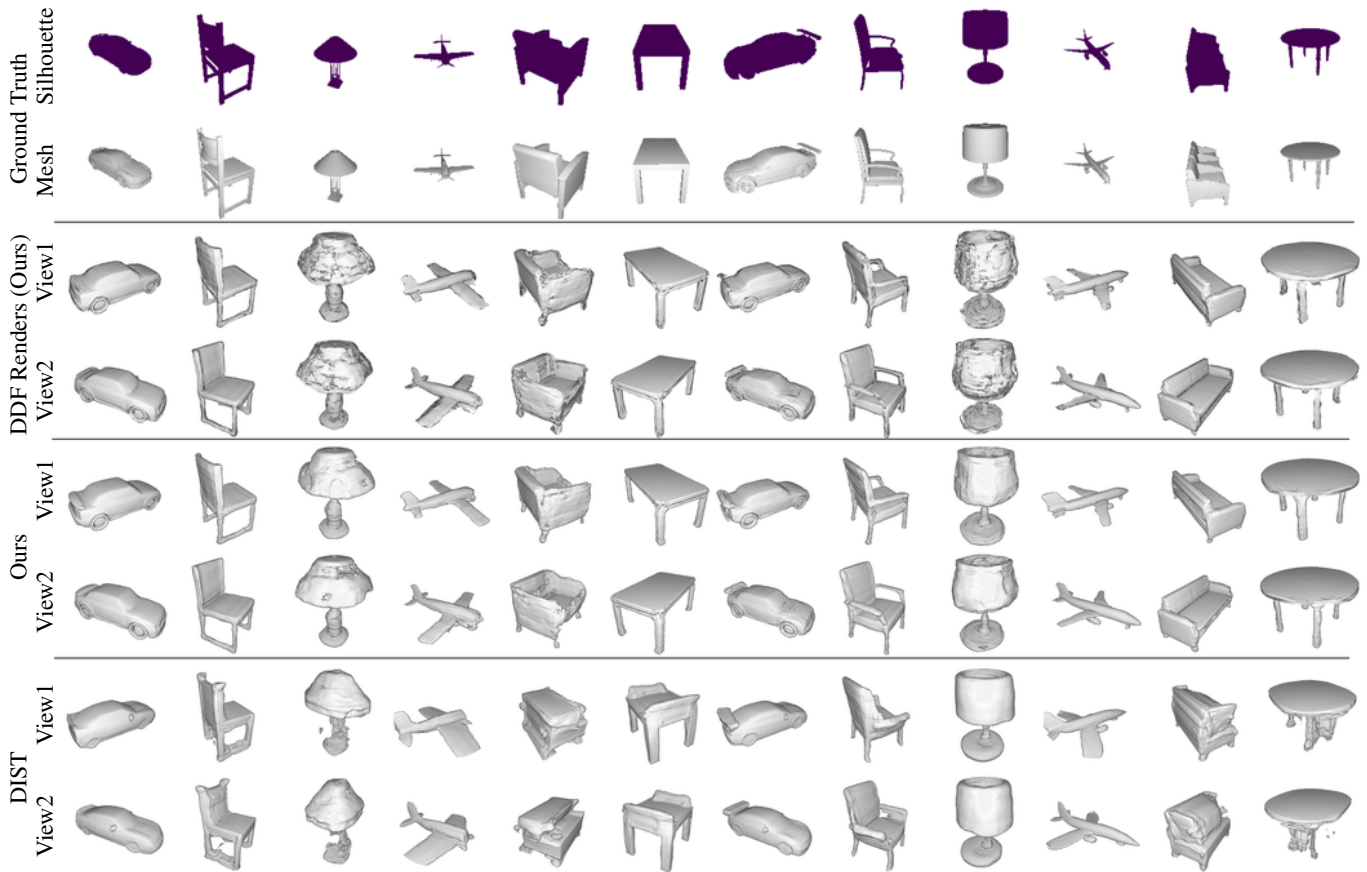 Ground Truth
Silhouette
Mesh
DDF Renders (Ours)
View1
View2
Ours
View1
View2
DIST
View1
View2